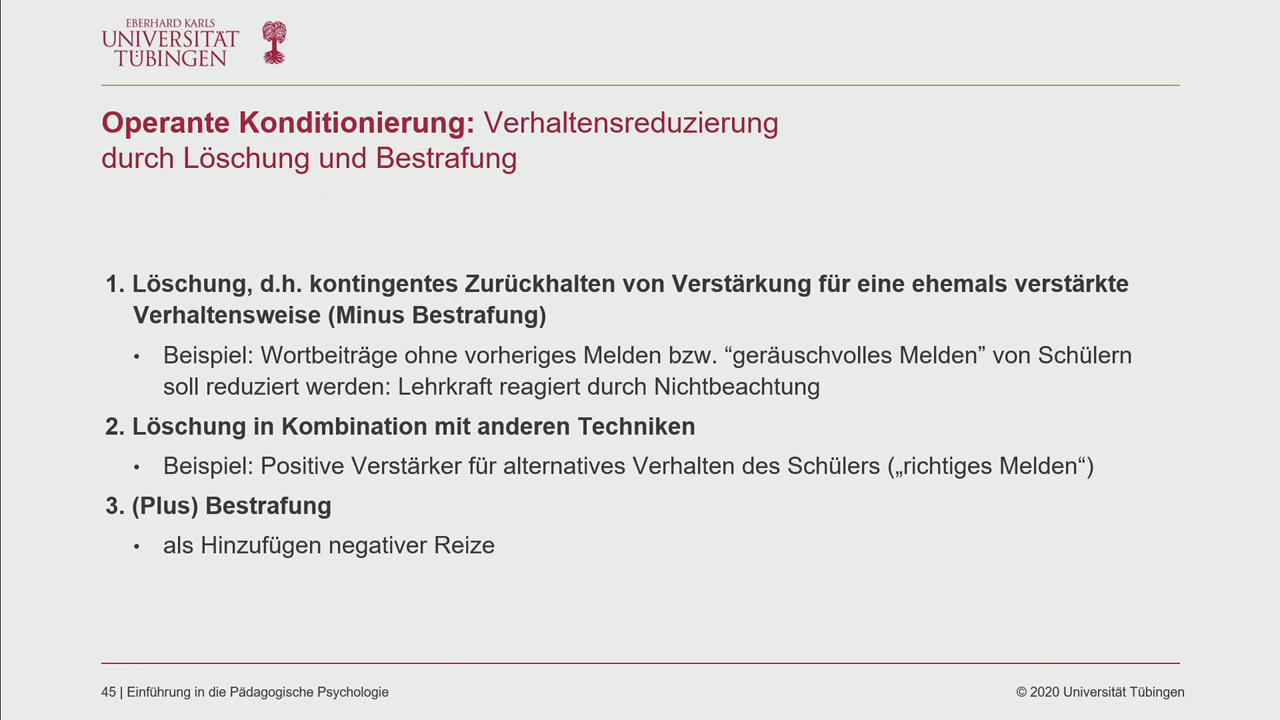 EBERHARD KARLS
UNIVERSITÄT
TÜBINGEN
Operante Konditionierung: Verhaltensreduzierung
durch Löschung und Bestrafung
1. Löschung, d.h. kontingentes Zurückhalten von Verstärkung für eine ehemals verstärkte
Verhaltensweise (Minus Bestrafung)
• Beispiel: Wortbeiträge ohne vorheriges Melden bzw. “geräuschvolles Melden” von Schülern
soll reduziert werden: Lehrkraft reagiert durch Nichtbeachtung
2. Löschung in Kombination mit anderen Techniken
• Beispiel: Positive Verstärker für alternatives Verhalten des Schülers („richtiges Melden“)
3. (Plus) Bestrafung
• als Hinzufügen negativer Reize
45 | Einführung in die Pädagogische Psychologie
© 2020 Universität Tübingen